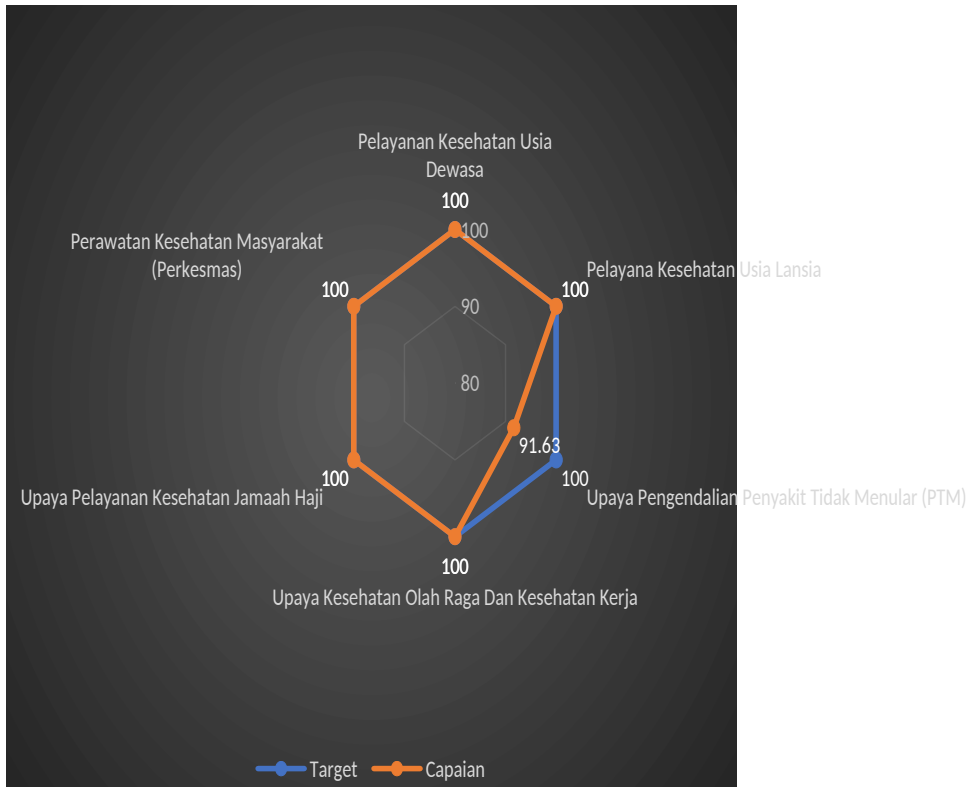 Pelayanan Kesehatan Usia
Dewasa
100
100
Perawatan Kesehatan Masyarakat
(Perkesmas)
Pelayana Kesehatan Usia Lansia
100
100
90
80
91.63
100
100
Upaya Pelayanan Kesehatan Jamaah Haji
Upaya Pengendalian Penyakit Tidak Menular (PTM)
100
Upaya Kesehatan Olah Raga Dan Kesehatan Kerja
Target
Capaian